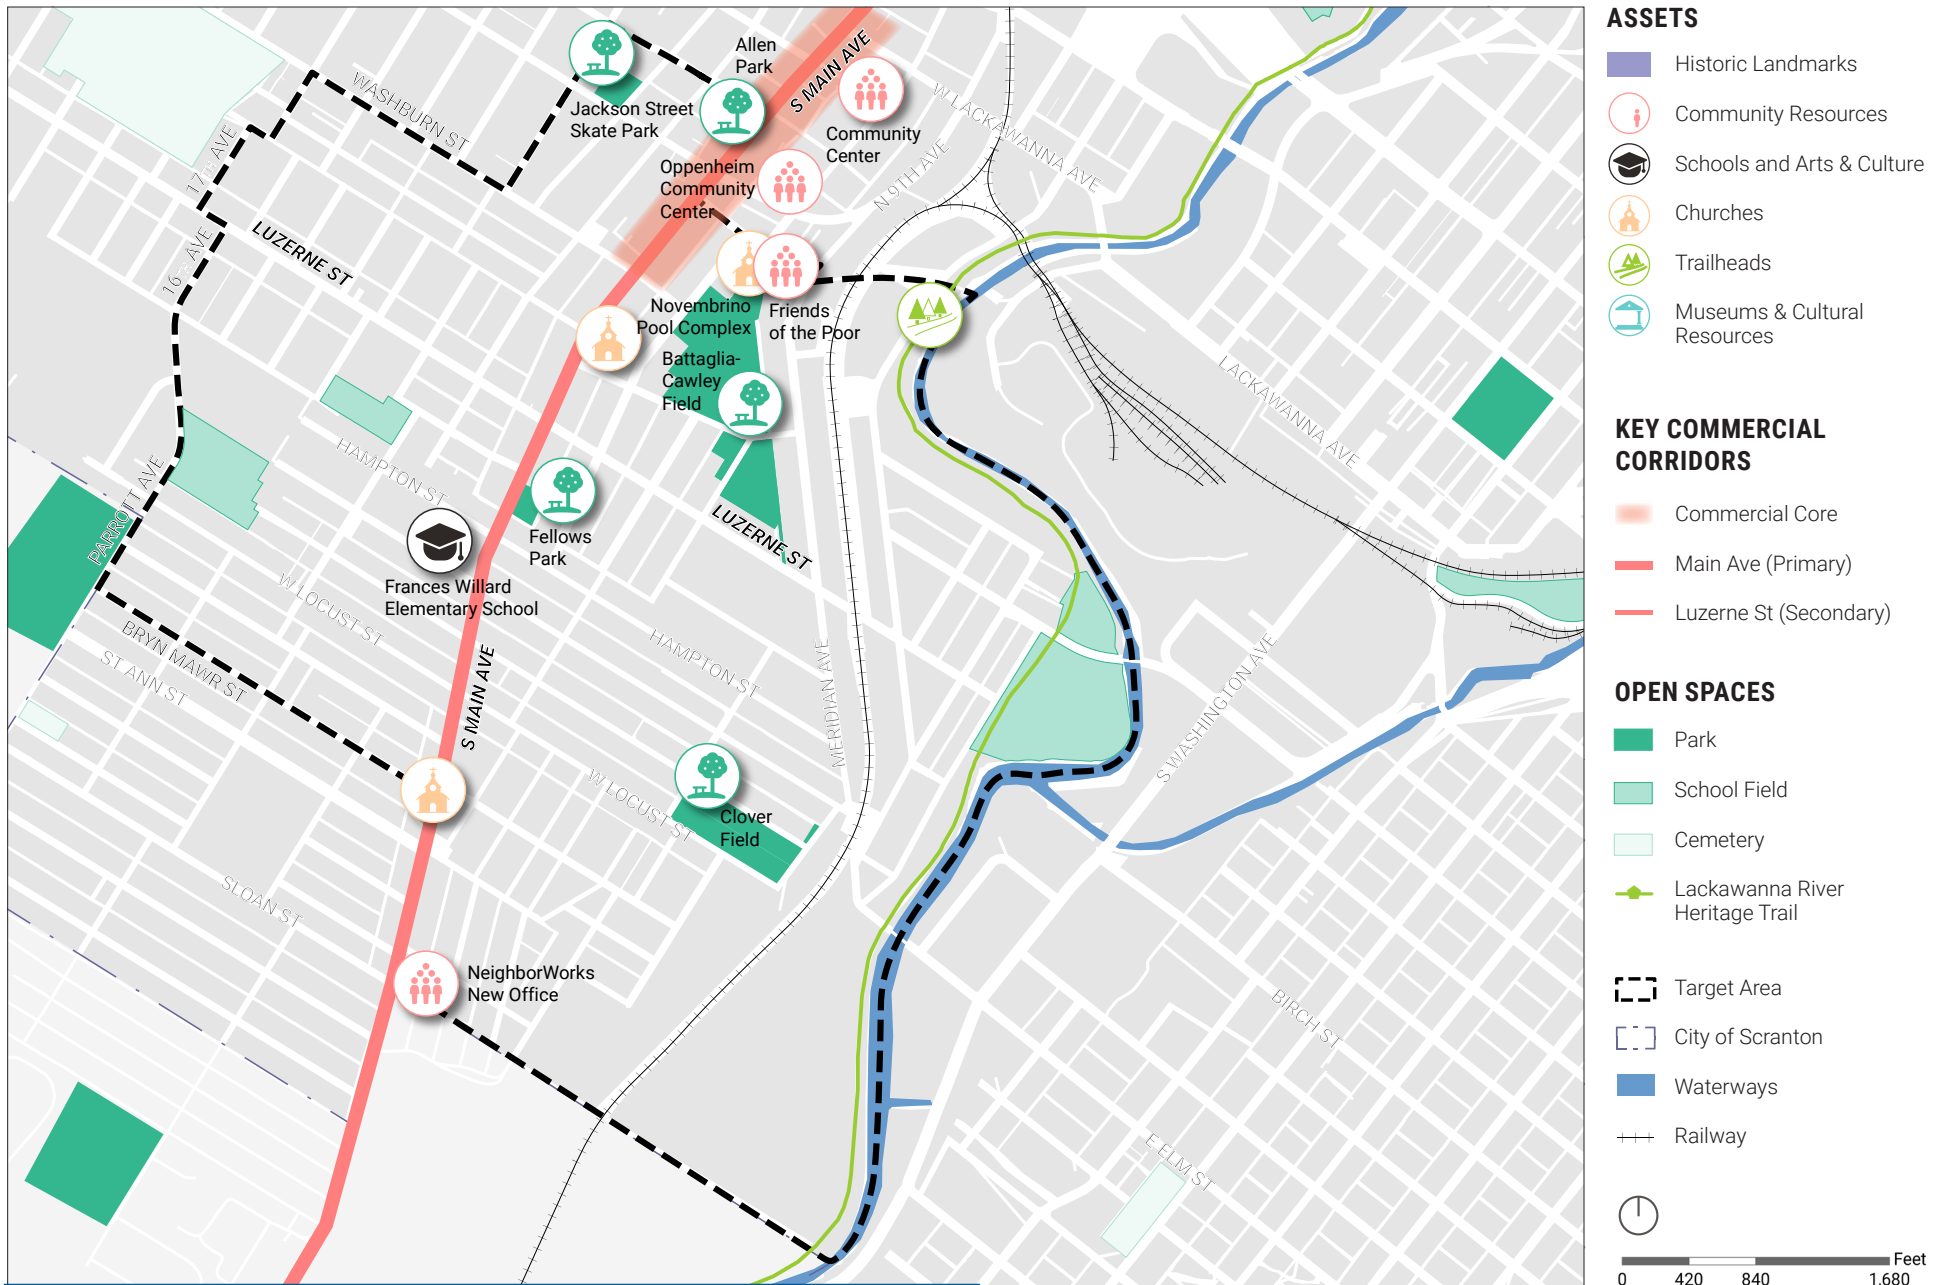 Allen
Park
S MAIN AVE
Jackson Street
Skate Park
Community
Center
WASHBURN ST
W LACKAWANNA AVE
N 9TH AVE
Oppenheim
Community
Center
17TH AVE
LUZERNE ST
16TH AVE
Novembrino
Pool Complex
Friends
of the Poor
Battaglia-
Cawley
Field
LACKAWANNA AVE
HAMPTON ST
PARROTT AVE
LUZERNE ST
Fellows
Park
Frances Willard
Elementary School
W LOCUST ST
BRYN MAWR ST
ST ANN ST
HAMPTON ST
S MAIN AVE
MERIDIAN AVE
S WASHINGTON AVE
W LOCUST ST
Clover
Field
SLOAN ST
NeighborWorks
New Office
BIRCH ST
E ELM ST
ASSETS
Historic Landmarks
Community Resources
Schools and Arts & Culture
Churches
Trailheads
Museums & Cultural
Resources
KEY COMMERCIAL
CORRIDORS
Commercial Core
Main Ave (Primary)
Luzerne St (Secondary)
OPEN SPACES
Park
School Field
Cemetery
Lackawanna River
Heritage Trail
Target Area
City of Scranton
Waterways
Railway
Feet
0 420 840 1,680